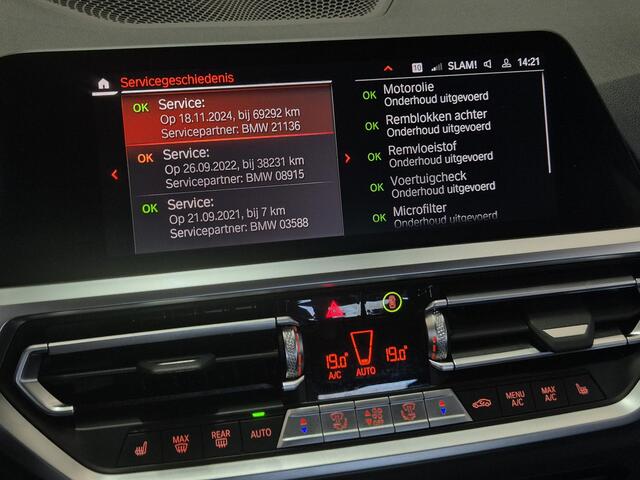 10 SLAM! 14:21
Servicegeschiedenis
OK Service:
Op 18.11.2024, bij 69292 km
Servicepartner: BMW 21136
OK Service:
Op 26.09.2022, bij 38231 km
Servicepartner: BMW 08915
OK Service:
Op 21.09.2021, bij 7 km
Servicepartner: BMW 03588
OK Motorolie
Onderhoud uitgevoerd
OK Remblokken achter
Onderhoud uitgevoerd
OK Remvloeistof
Onderhoud uitgevoerd
OK Voertuigcheck
Onderhoud uitgevoerd
OK Microfilter
Onderhoud uitgevoerd
19.0 19.0
A/C AUTO
MAX REAR AUTO
MENU A/C
MAX A/C